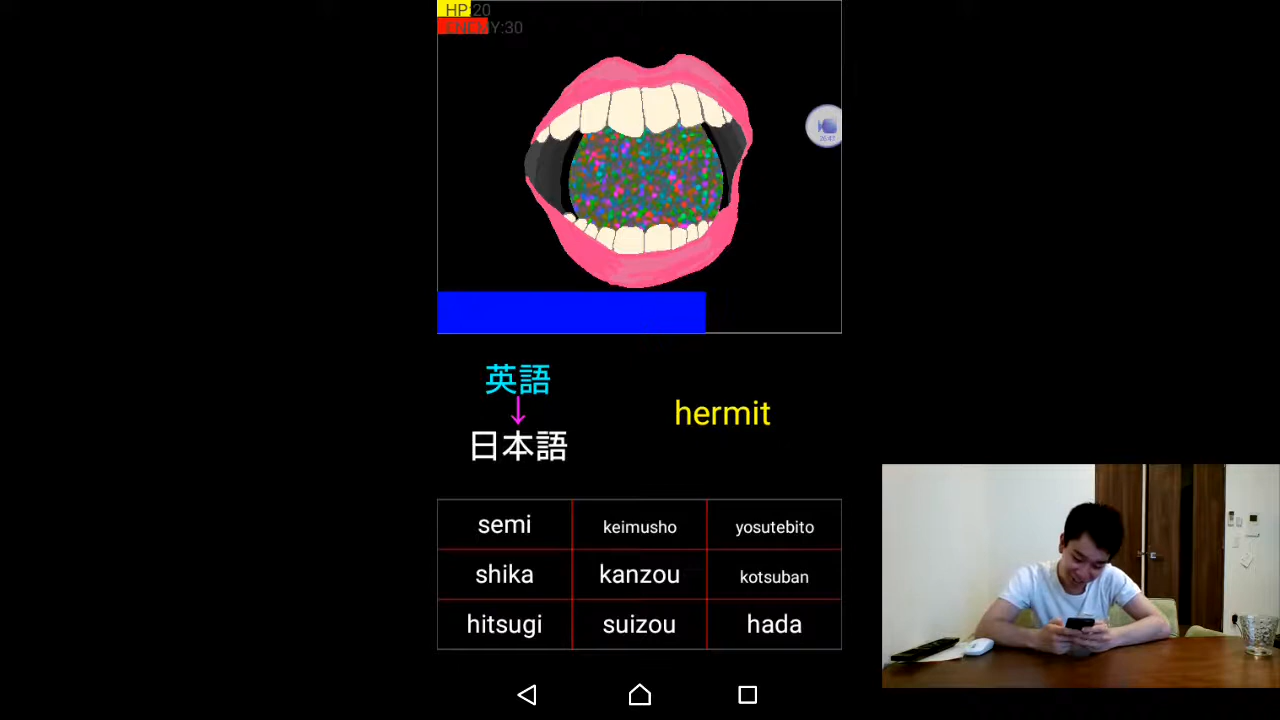 HP:20
ENEMY:30
英語
↓
日本語
hermit
semi keimusho yosutebito
shika kanzou kotsuban
hitsugi suizou hada